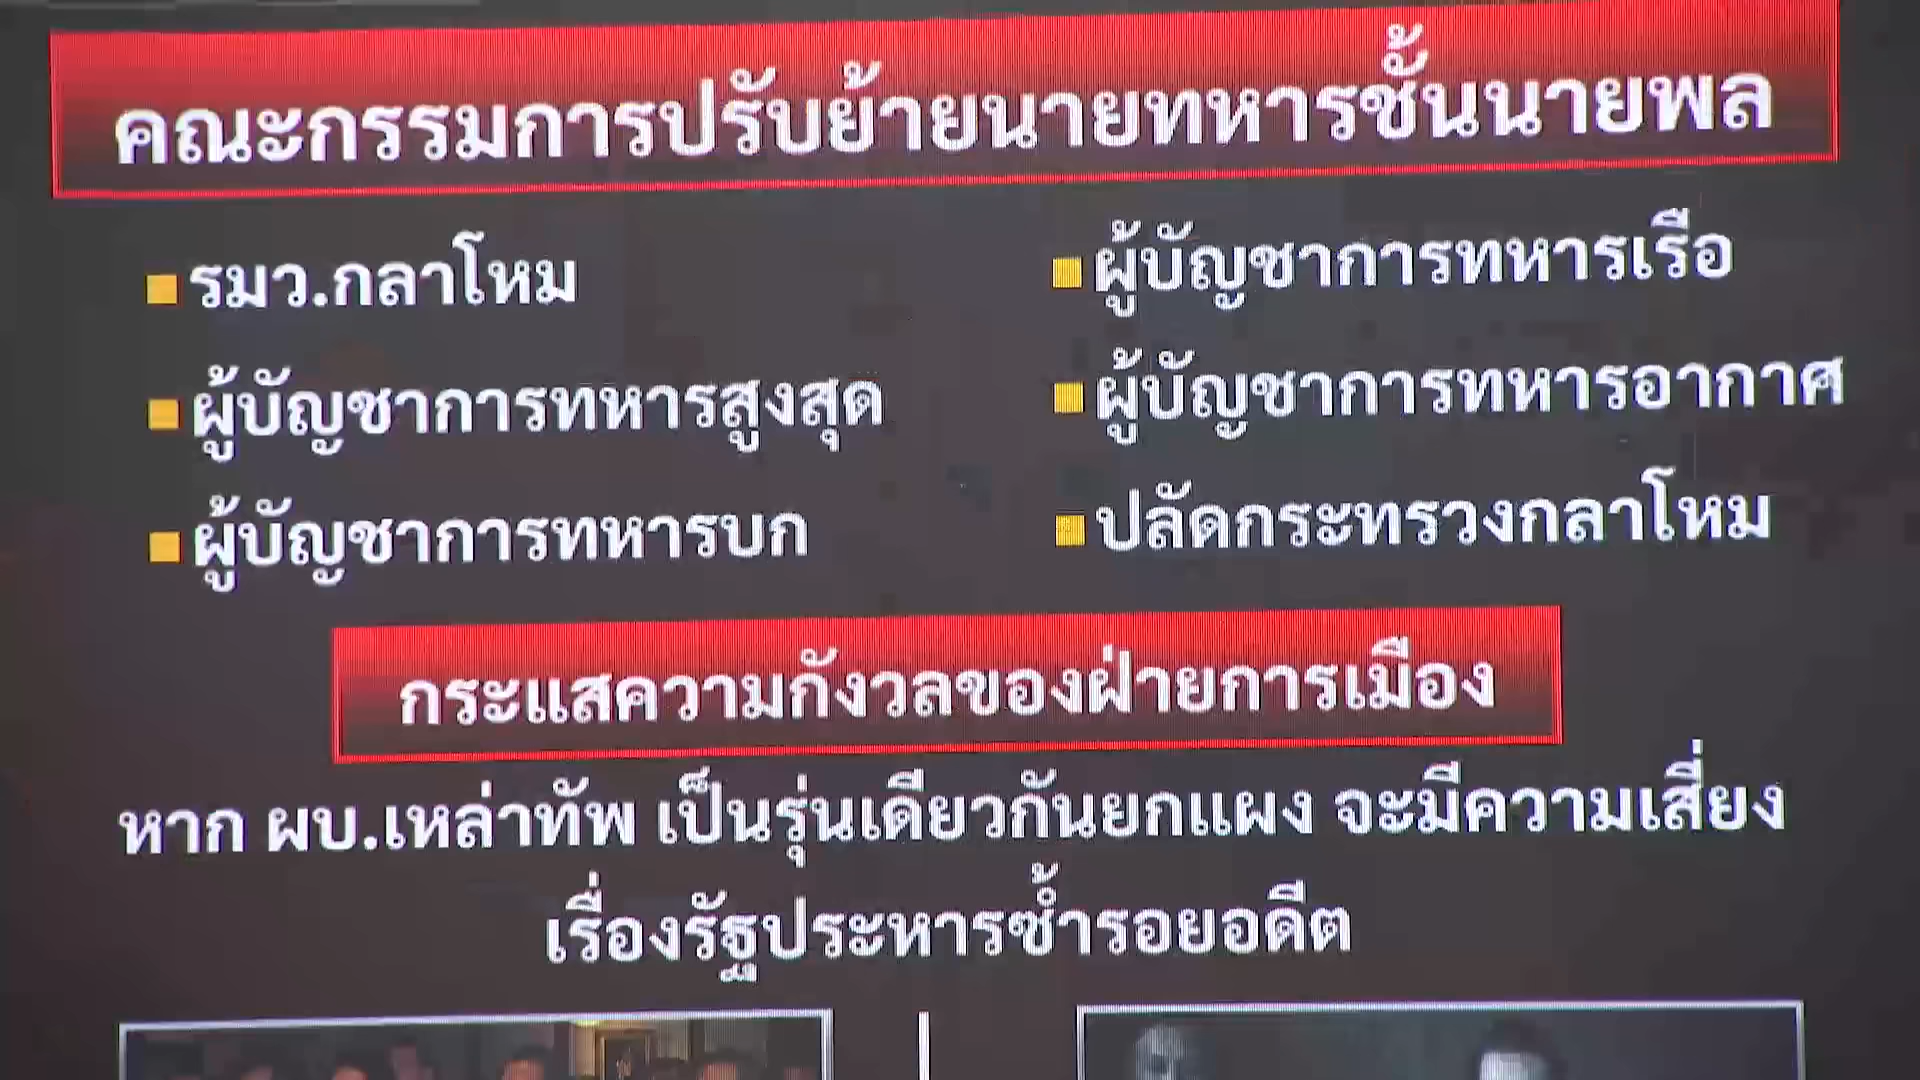 คณะกรรมการปรับย้ายนายทหารชั้นนายพล
รมว.กลาโหม
ผู้บัญชาการทหารสูงสุด
ผู้บัญชาการทหารบก
ผู้บัญชาการทหารเรือ
ผู้บัญชาการทหารอากาศ
ปลัดกระทรวงกลาโหม
กระแสความกังวลของฝ่ายการเมือง
หาก ผบ.เหล่าทัพ เป็นรุ่นเดียวกันยกแผง จะมีความเสี่ยง
เรื่องรัฐประหารซ้ำรอยอดีต